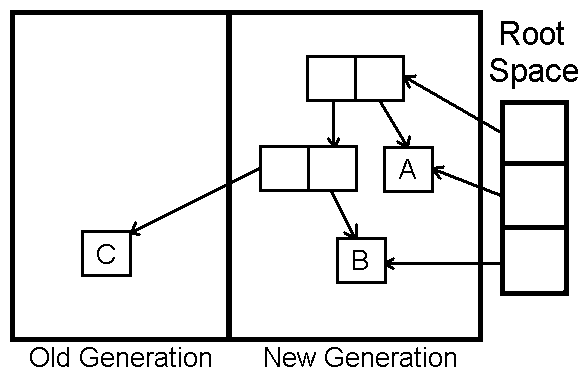 Root
Space
A
C
B
Old Generation
New Generation